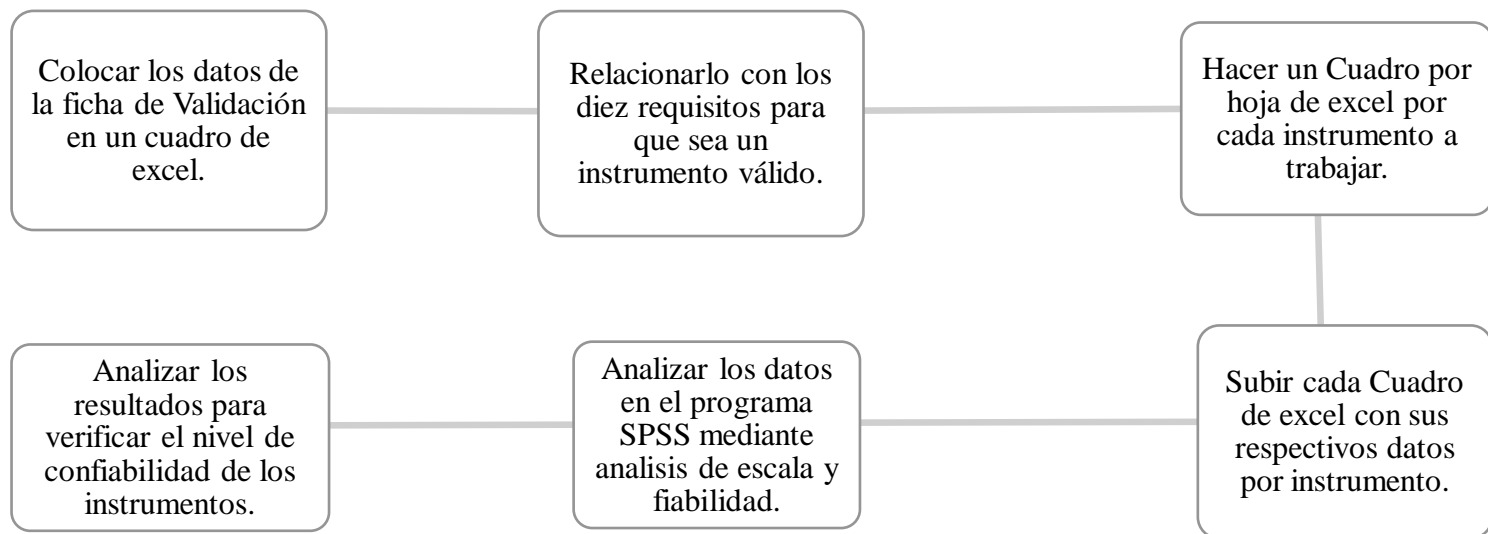 Colocar los datos de
la ficha de Validación
en un cuadro de
excel.
Relacionarlo con los
diez requisitos para
que sea un
instrumento válido.
Hacer un Cuadro por
hoja de excel por
cada instrumento a
trabajar.
Subir cada Cuadro
de excel con sus
respectivos datos
por instrumento.
Analizar los datos
en el programa
SPSS mediante
analisis de escala y
fiabilidad.
Analizar los
resultados para
verificar el nivel de
confiabilidad de los
instrumentos.